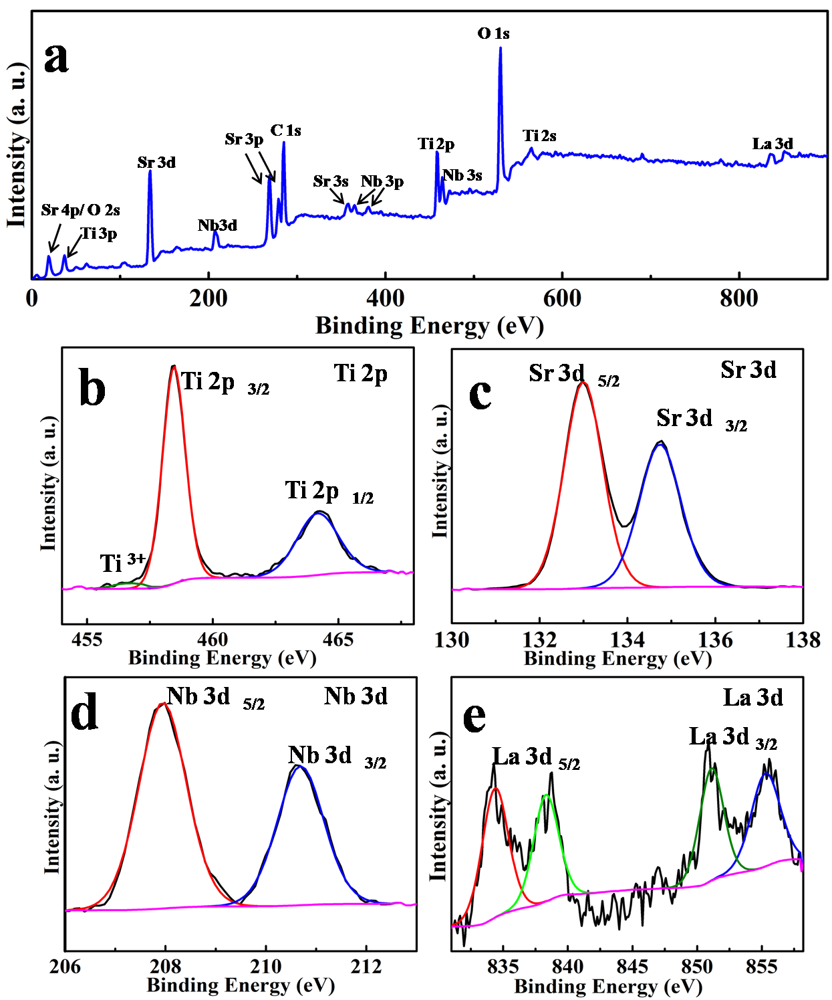 a
O 1s
C 1s
Sr 3p
Ti 2p
Ti 2s
La 3d
Sr 3d
Nb 3s
Sr 3s
Nb 3p
Sr 4p/ O 2s
Nb3d
Ti 3p
Intensity (a. u.)
0 200 400 600 800
Binding Energy (eV)
b
Ti 2p 3/2
Ti 2p
Ti 2p 1/2
Ti 3+
Intensity (a. u.)
455 460 465
Binding Energy (eV)
c
Sr 3d 5/2
Sr 3d
Sr 3d 3/2
Intensity (a. u.)
130 132 134 136 138
Binding Energy (eV)
d
Nb 3d 5/2
Nb 3d
Nb 3d 3/2
Intensity (a. u.)
206 208 210 212
Binding Energy (eV)
e
La 3d
La 3d 3/2
La 3d 5/2
Intensity (a. u.)
835 840 845 850 855
Binding Energy (eV)